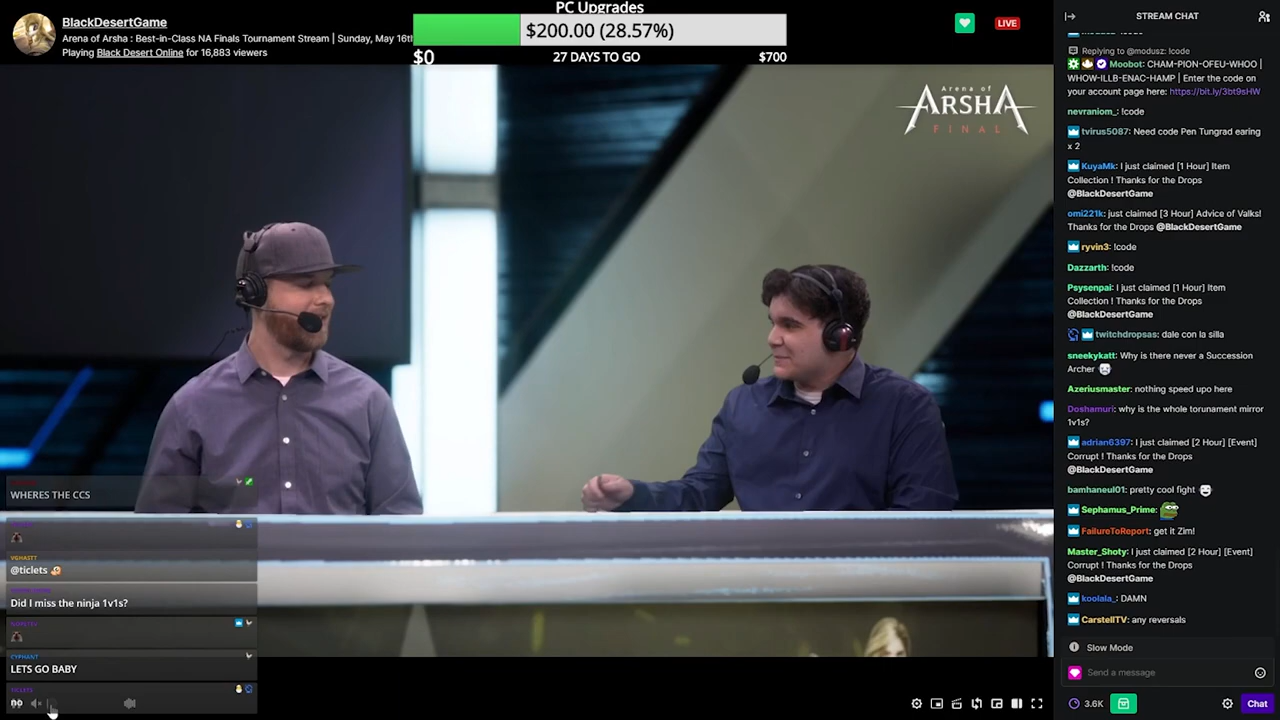 BlackDesertGame
Arena of Arsha : Best-in-Class NA Finals Tournament Stream | Sunday, May 16th
Playing Black Desert Online for 16,883 viewers
PC Upgrades
$200.00 (28.57%)
$0
27 DAYS TO GO
$700
LIVE
Arena of
ARSHA
FINAL
WHERES THE CCS
VGHAITT
@ticlets
Did I miss the ninja 1v1s?
CYPHANT
LETS GO BABY
TICLETS
STREAM CHAT
Replying to @modusz: !code
Moobot: CHAM-PION-OFEU-WHOO |
WHOW-ILLB-ENAC-HAMP | Enter the code on
your account page here: https://bit.ly/3bt9sHW
nevraniom_: !code
tvirus5087: Need code Pen Tungrad earing
x 2
KuyaMk: I just claimed [1 Hour] Item
Collection ! Thanks for the Drops
@BlackDesertGame
omi221k: just claimed [3 Hour] Advice of Valks!
Thanks for the Drops @BlackDesertGame
ryvin3: !code
Dazzarth: !code
Psysenpai: I just claimed [1 Hour] Item
Collection ! Thanks for the Drops
@BlackDesertGame
twitchdropsas: dale con la silla
sneekykatt: Why is there never a Succession
Archer
Azeriusmaster: nothing speed upo here
Doshamuri: why is the whole torunament mirror
1v1s?
adrian6397: I just claimed [2 Hour] [Event]
Corrupt ! Thanks for the Drops
@BlackDesertGame
bamhaneul01: pretty cool fight
Sephamus_Prime:
FailureToReport: get it Zim!
Master_Shoty: I just claimed [2 Hour] [Event]
Corrupt ! Thanks for the Drops
@BlackDesertGame
koolala_: DAMN
CarstellTV: any reversals
Slow Mode
Send a message
3.6K
Chat